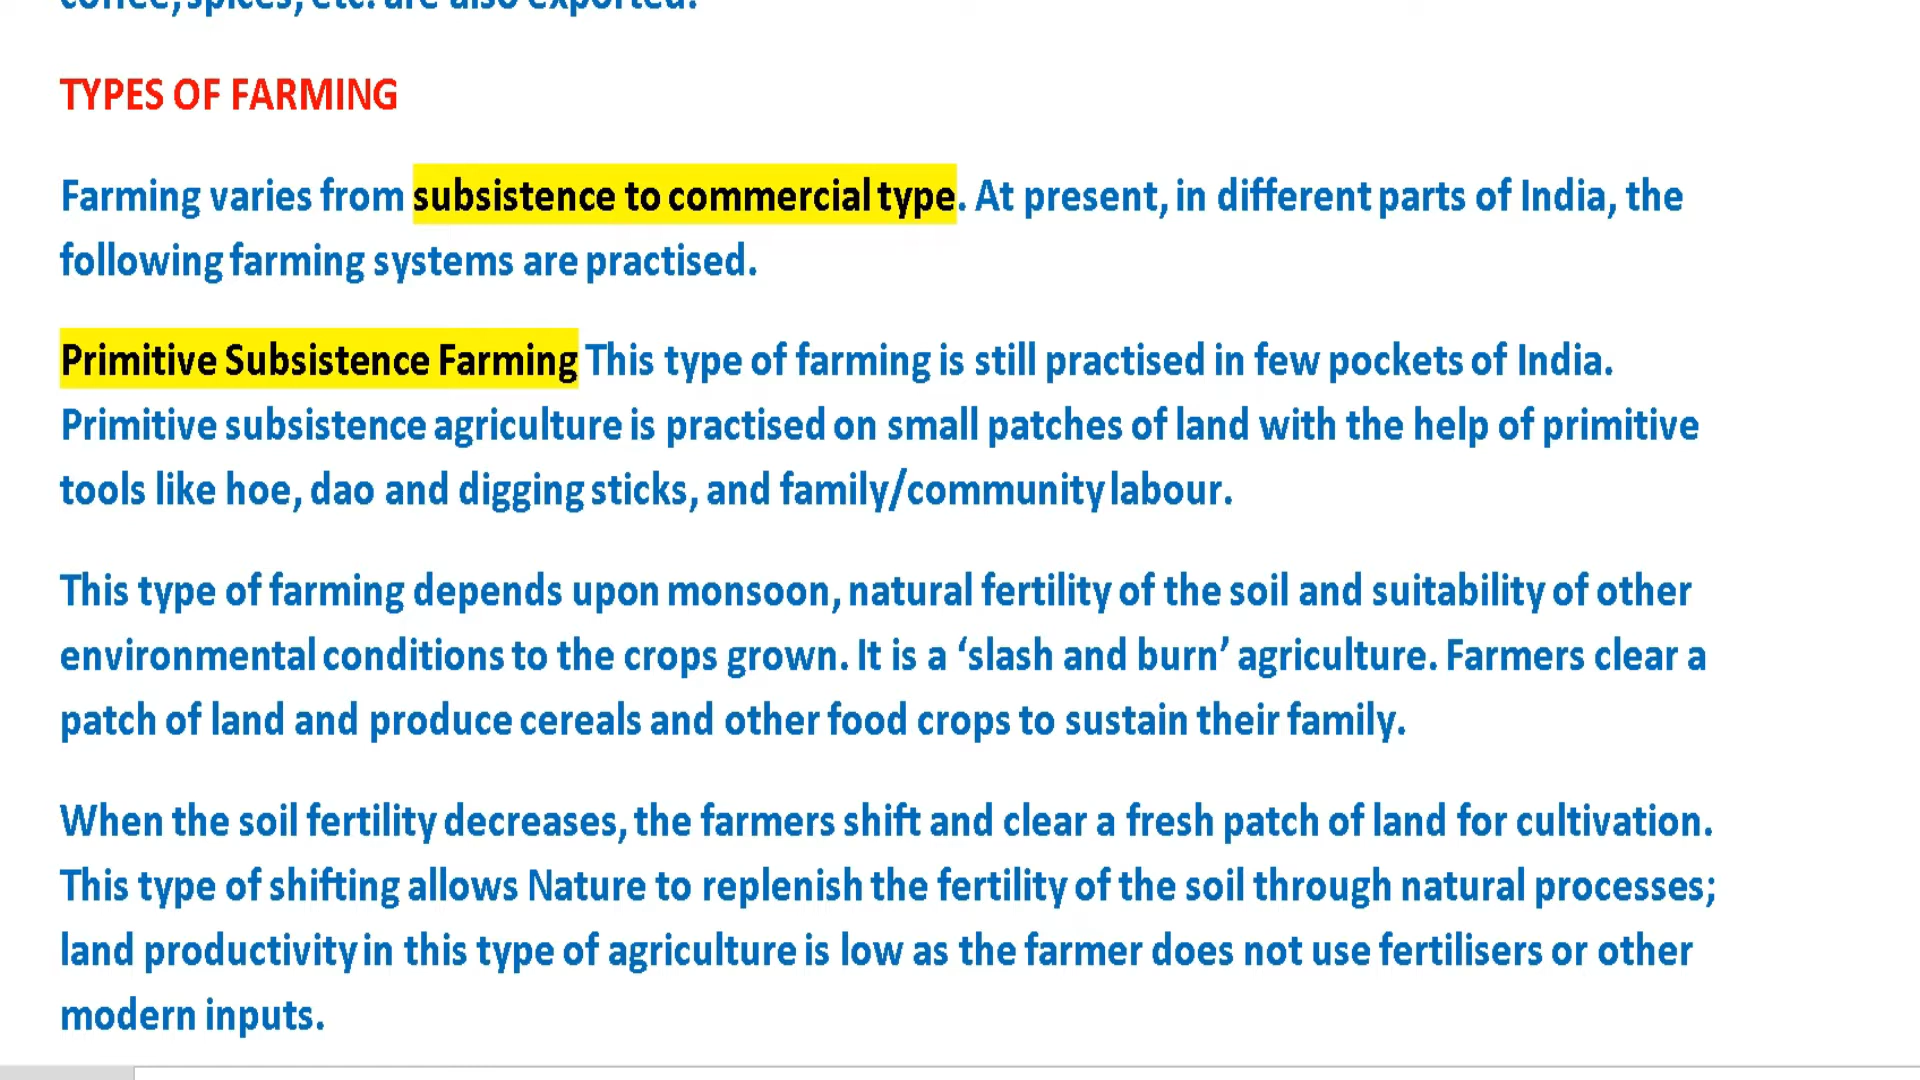 coffee, spices, etc. are also exported.
TYPES OF FARMING
Farming varies from subsistence to commercial type. At present, in different parts of India, the
following farming systems are practised.
Primitive Subsistence Farming This type of farming is still practised in few pockets of India.
Primitive subsistence agriculture is practised on small patches of land with the help of primitive
tools like hoe, dao and digging sticks, and family/community labour.
This type of farming depends upon monsoon, natural fertility of the soil and suitability of other
environmental conditions to the crops grown. It is a ‘slash and burn’ agriculture. Farmers clear a
patch of land and produce cereals and other food crops to sustain their family.
When the soil fertility decreases, the farmers shift and clear a fresh patch of land for cultivation.
This type of shifting allows Nature to replenish the fertility of the soil through natural processes;
land productivity in this type of agriculture is low as the farmer does not use fertilisers or other
modern inputs.